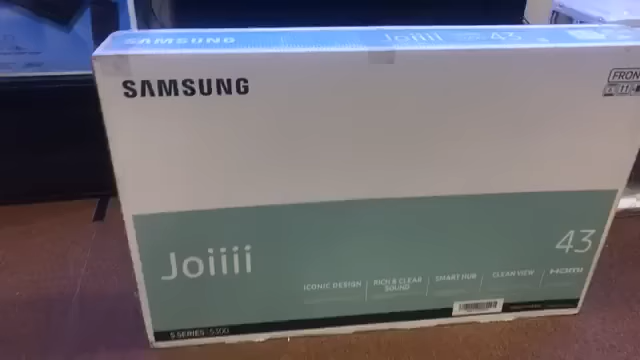 SAMSUNG Joiiii 43
SAMSUNG
FRON
Joiiii
43
ICONIC DESIGN
RICH & CLEAR SOUND
SMART HUB
CLEAN VIEW
HDMI
5 SERIES | 5300